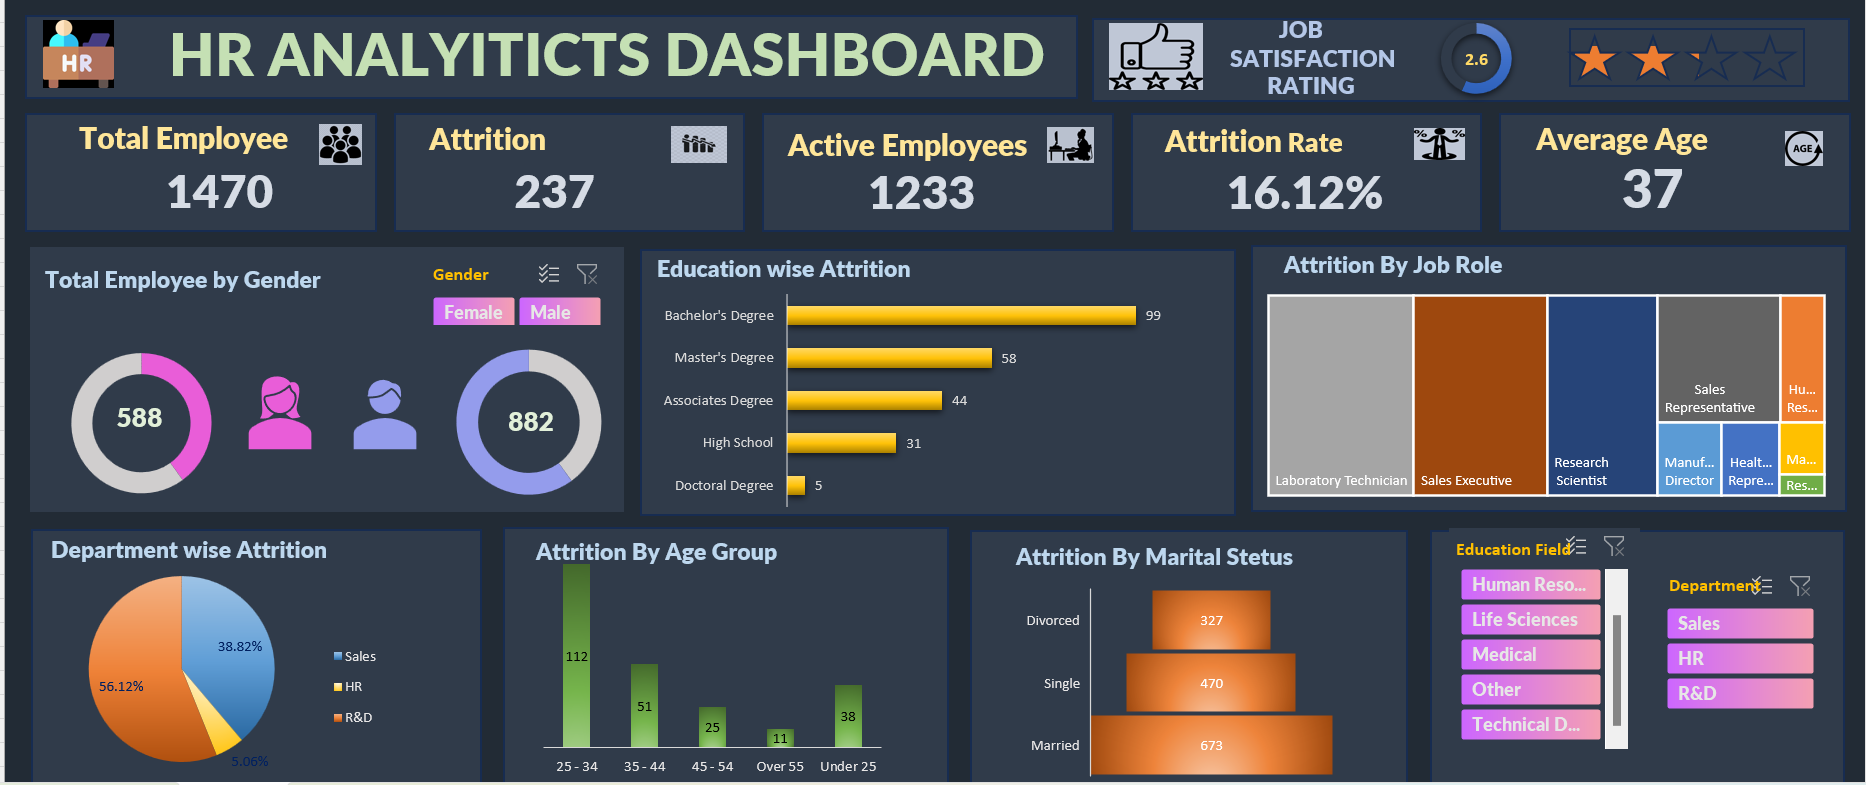 HR
HR ANALYITICTS DASHBOARD
JOB
SATISFACTION
RATING
2.6
Total Employee
1470
Attrition
237
Active Employees
1233
Attrition Rate
% %
16.12%
Average Age
AGE
37
Total Employee by Gender
Gender
Female
Male
588
882
Education wise Attrition
Bachelor's Degree 99
Master's Degree 58
Associates Degree 44
High School 31
Doctoral Degree 5
Attrition By Job Role
Laboratory Technician
Sales Executive
Research
Scientist
Sales
Representative
Hu...
Res...
Manuf...
Director
Healt...
Repre...
Ma...
Res...
Department wise Attrition
38.82%
56.12%
5.06%
Sales
HR
R&D
Attrition By Age Group
112
51
25
11
38
25 - 34
35 - 44
45 - 54
Over 55
Under 25
Attrition By Marital Stetus
Divorced 327
Single 470
Married 673
Education Field
Human Reso...
Life Sciences
Medical
Other
Technical D...
Department
Sales
HR
R&D